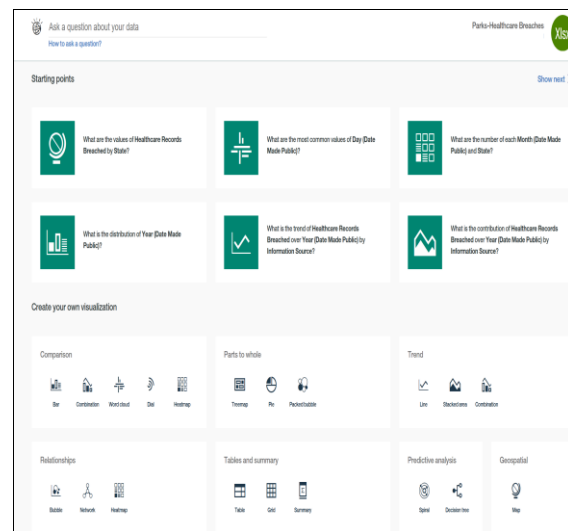 Ask a question about your data
Parks-Healthcare Breaches
Xlsx
How to ask a question?
Starting points
Show next
What are the values of Healthcare Records
Breached by State?
What are the most common values of Day (Date
Made Public)?
What are the number of each Month (Date Made
Public) and State?
What is the distribution of Year (Date Made
Public)?
What is the trend of Healthcare Records
Breached over Year (Date Made Public) by
Information Source?
What is the contribution of Healthcare Records
Breached over Year (Date Made Public) by
Information Source?
Create your own visualization
Comparison
Bar
Combination
Word cloud
Dial
Heatmap
Parts to whole
Treemap
Pie
Packed bubble
Trend
Line
Stacked area
Combination
Relationships
Bubble
Network
Heatmap
Tables and summary
Table
Grid
Summary
Predictive analysis
Spiral
Decision tree
Geospatial
Map